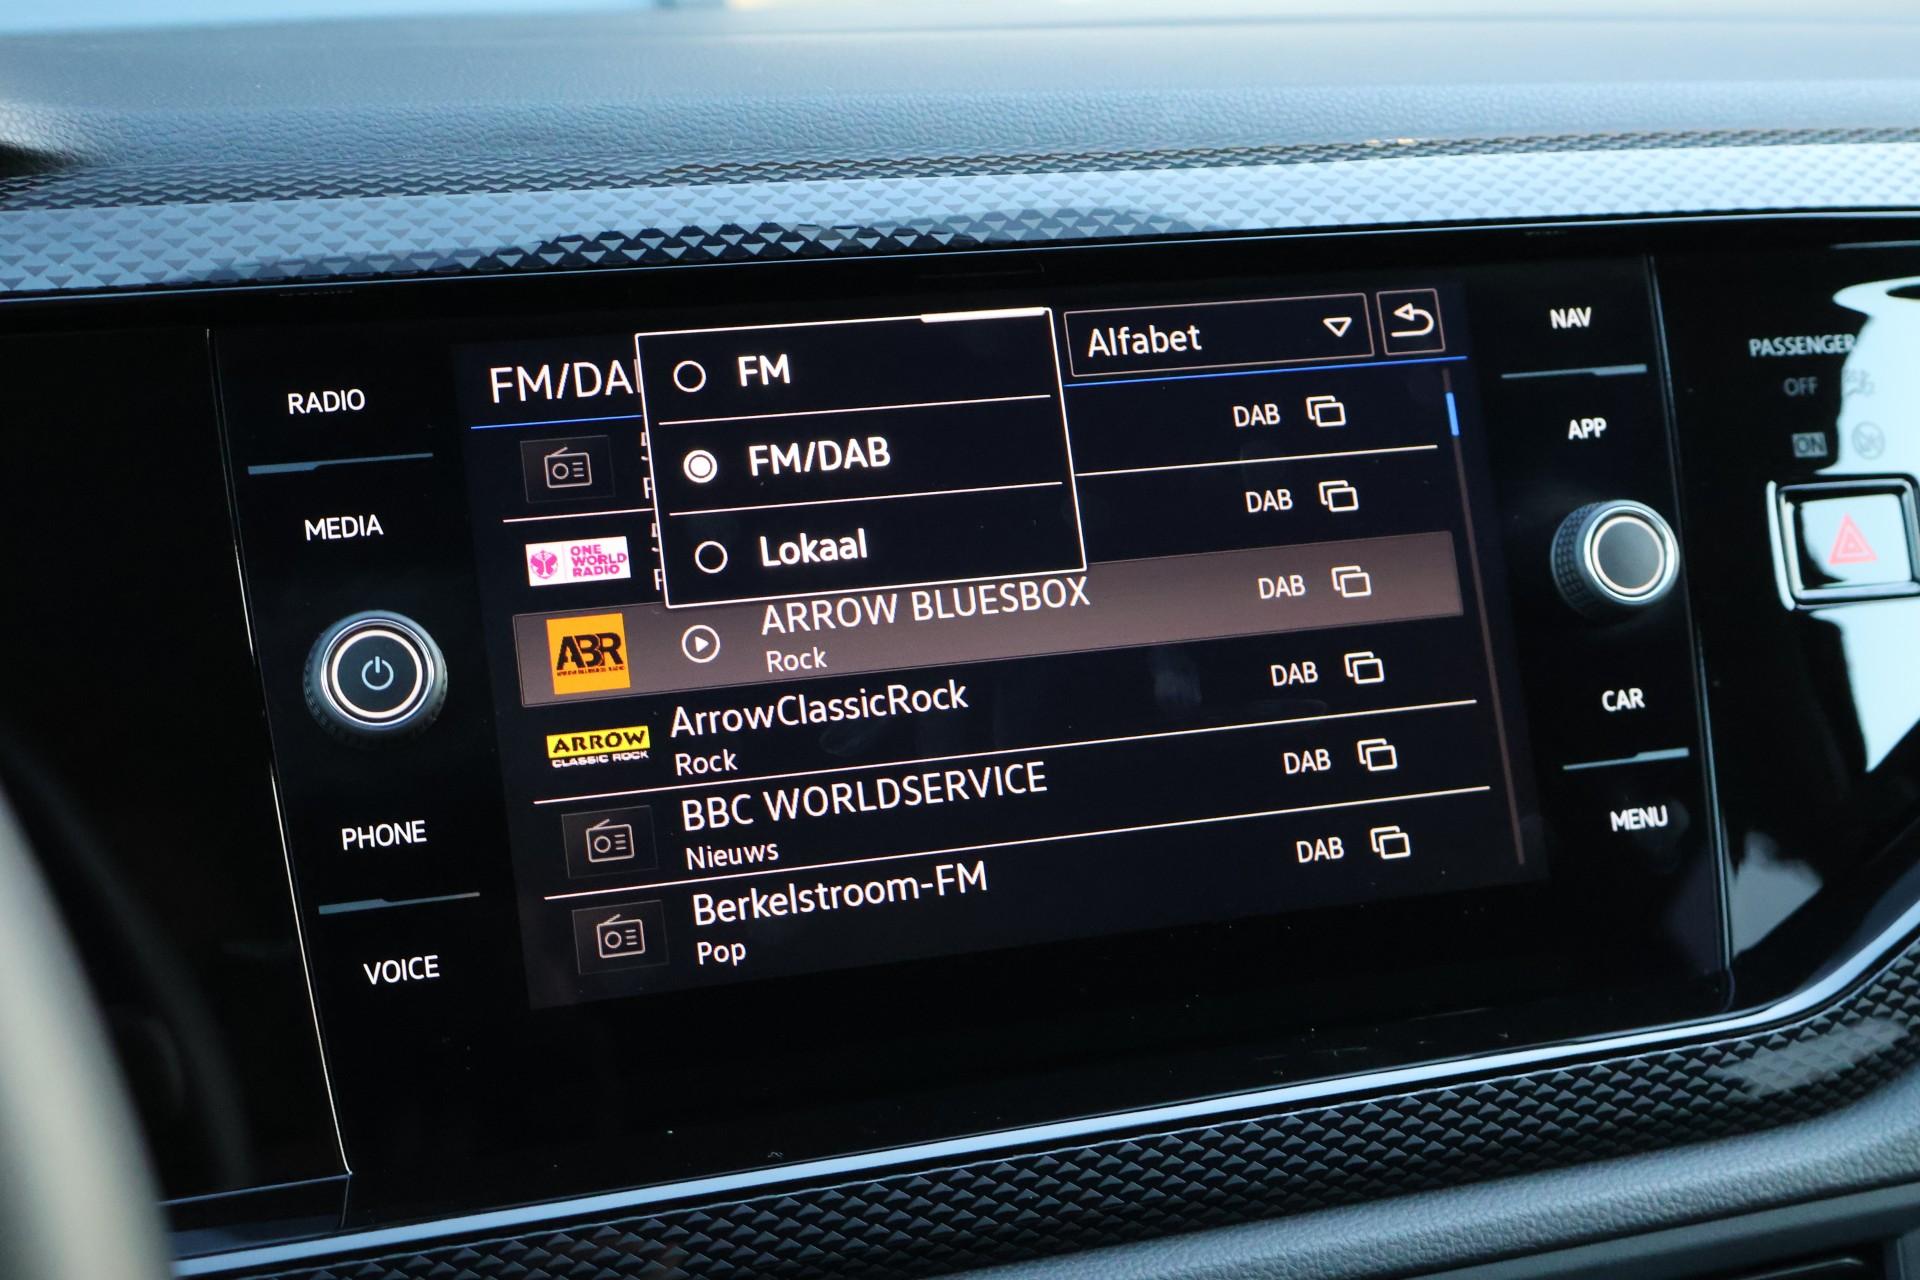 RADIO
MEDIA
PHONE
VOICE
FM/DA
FM
FM/DAB
Lokaal
Alfabet
DAB
ONE
WORLD
RADIO
DAB
ABR
ARROW BLUESBOX
Rock
DAB
ARROW
CLASSIC ROCK
ArrowClassicRock
Rock
DAB
BBC WORLDSERVICE
Nieuws
DAB
Berkelstroom-FM
Pop
DAB
NAV
APP
CAR
MENU
PASSENGER
OFF
ON